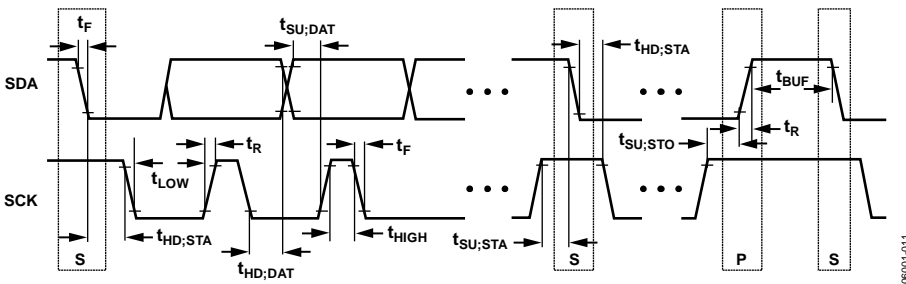 tF
tSU;DAT
tHD;STA
SDA
tBUF
tR
tF
tSU;STO
tR
tLOW
SCK
tHD;STA
tHD;DAT
tHIGH
tSU;STA
S
S
P
S
06001-011